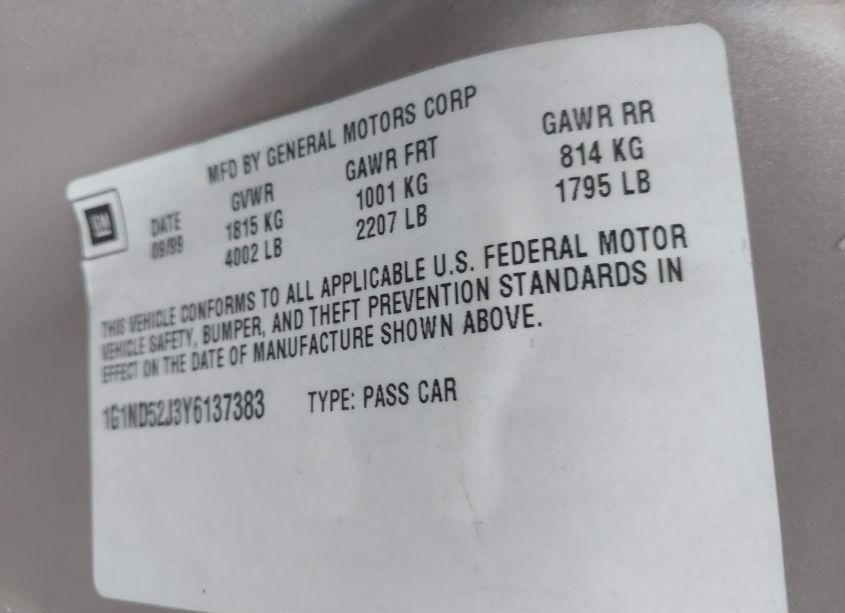 MFD BY GENERAL MOTORS CORP
GM
DATE GVWR GAWR FRT GAWR RR
09/99 1815 KG 1001 KG 814 KG
4002 LB 2207 LB 1795 LB
THIS VEHICLE CONFORMS TO ALL APPLICABLE U.S. FEDERAL MOTOR
VEHICLE SAFETY, BUMPER, AND THEFT PREVENTION STANDARDS IN
EFFECT ON THE DATE OF MANUFACTURE SHOWN ABOVE.
1G1ND52J3Y6137383 TYPE: PASS CAR